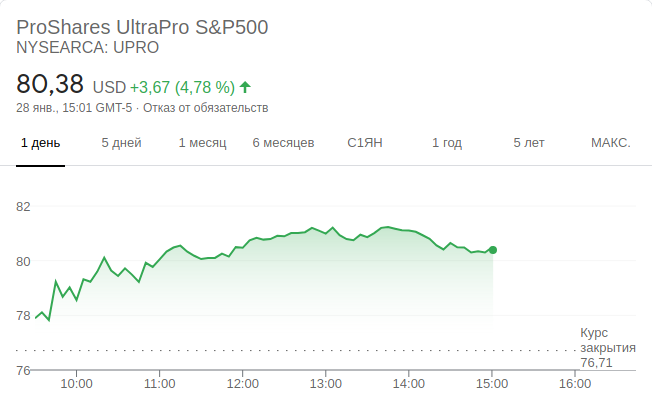 ProShares UltraPro S&P500
NYSEARCA: UPRO
80,38 USD +3,67 (4,78 %)
28 янв., 15:01 GMT-5 · Отказ от обязательств
1 день 5 дней 1 месяц 6 месяцев С1ЯН 1 год 5 лет МАКС.
82
80
78
Курс
закрытия
76,71
76
10:00 11:00 12:00 13:00 14:00 15:00 16:00